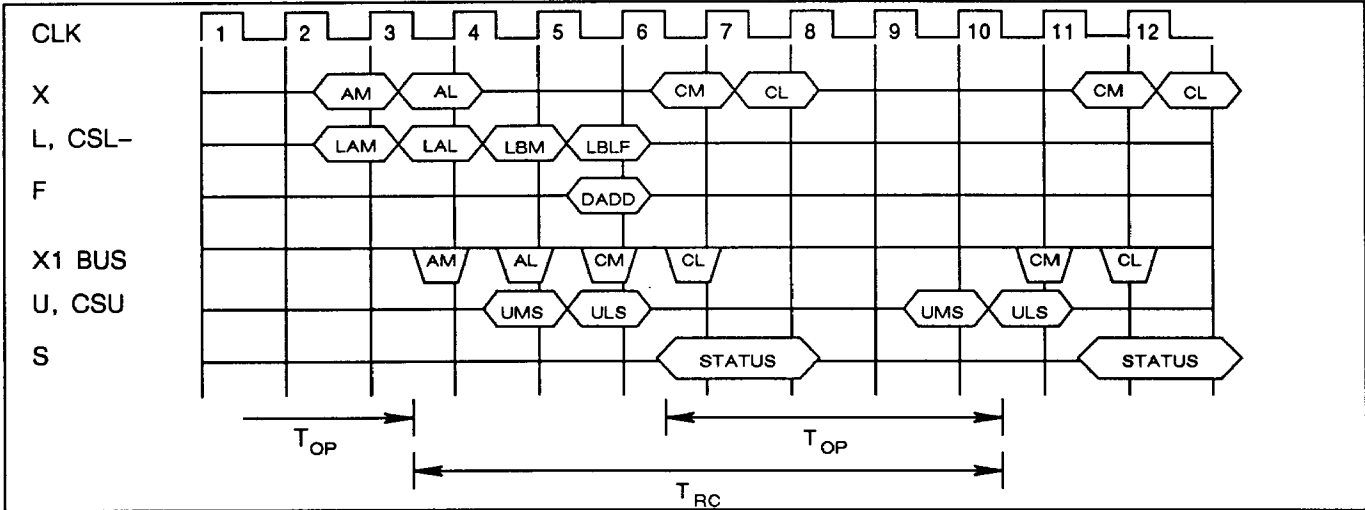 CLK 1 2 3 4 5 6 7 8 9 10 11 12
X AM AL CM CL CM CL
L, CSL– LAM LAL LBM LBLF
F DADD
X1 BUS AM AL CM CL CM CL
U, CSU UMS ULS UMS ULS
S STATUS STATUS
TOP TOP
TRC